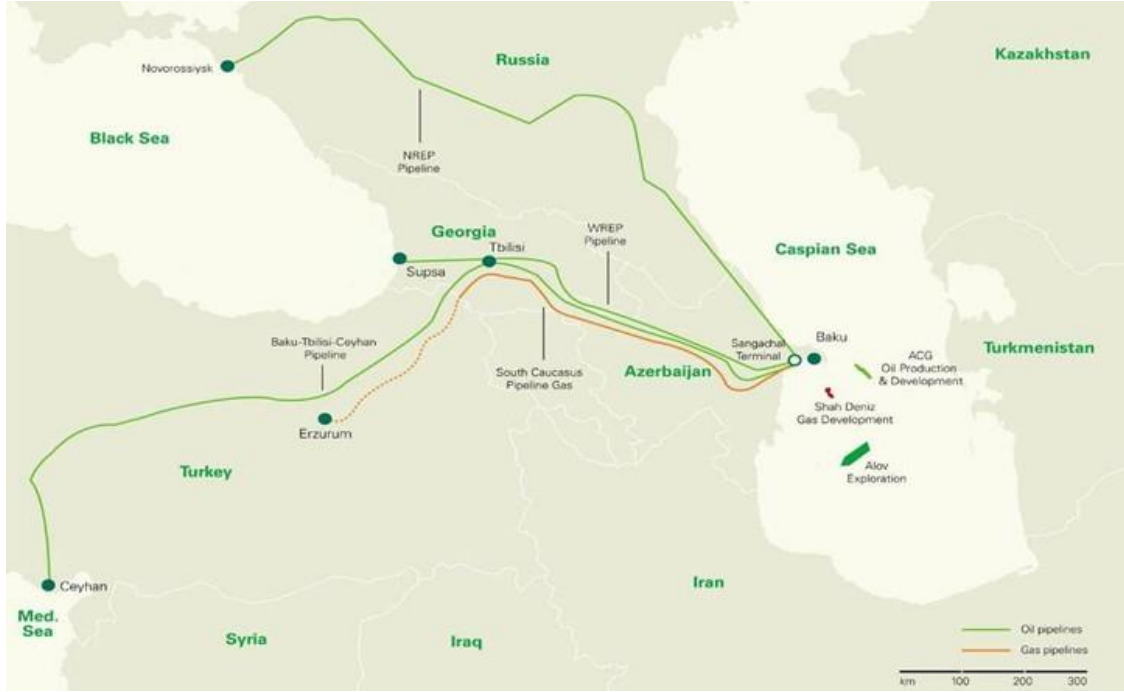 Kazakhstan
Russia
Novorossiysk
Black Sea
NREP
Pipeline
WREP
Pipeline
Georgia
Tbilisi
Supsa
Caspian Sea
Baku-Tbilisi-Ceyhan
Pipeline
South Caucasus
Pipeline Gas
Sangachal
Terminal
Baku
Azerbaijan
ACG
Oil Production
& Development
Turkmenistan
Shah Deniz
Gas Development
Erzurum
Turkey
Alov
Exploration
Ceyhan
Med.
Sea
Syria
Iraq
Iran
Oil pipelines
Gas pipelines
km 100 200 300